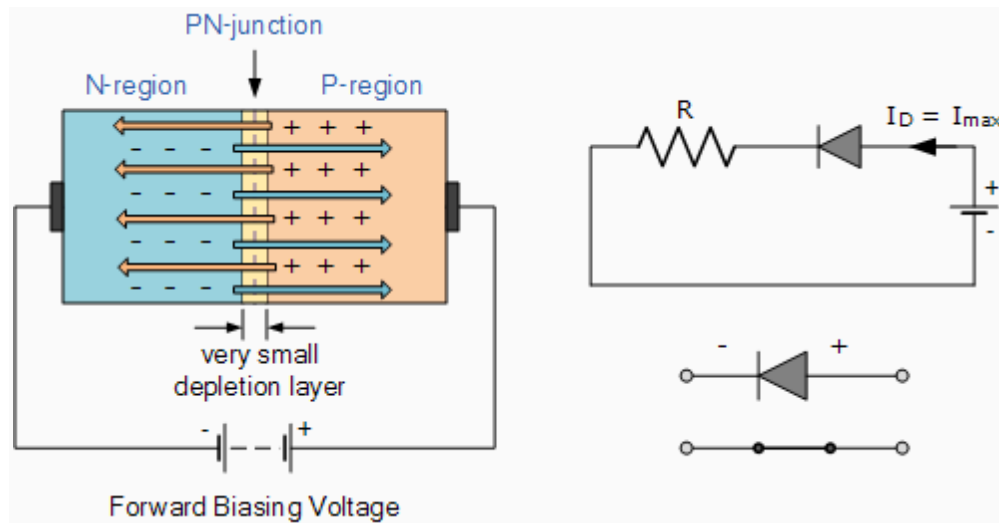 PN-junction
N-region
P-region
+ + +
- - -
+ + +
- - -
+ + +
- - -
+ + +
- - -
very small
depletion layer
- +
Forward Biasing Voltage
R
I_D = I_max
+
-
- +